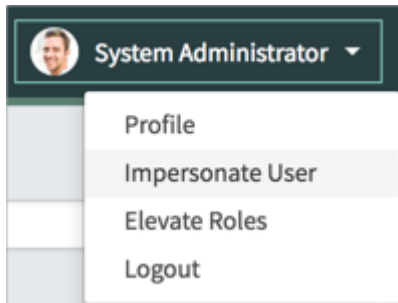 System Administrator
Profile
Impersonate User
Elevate Roles
Logout